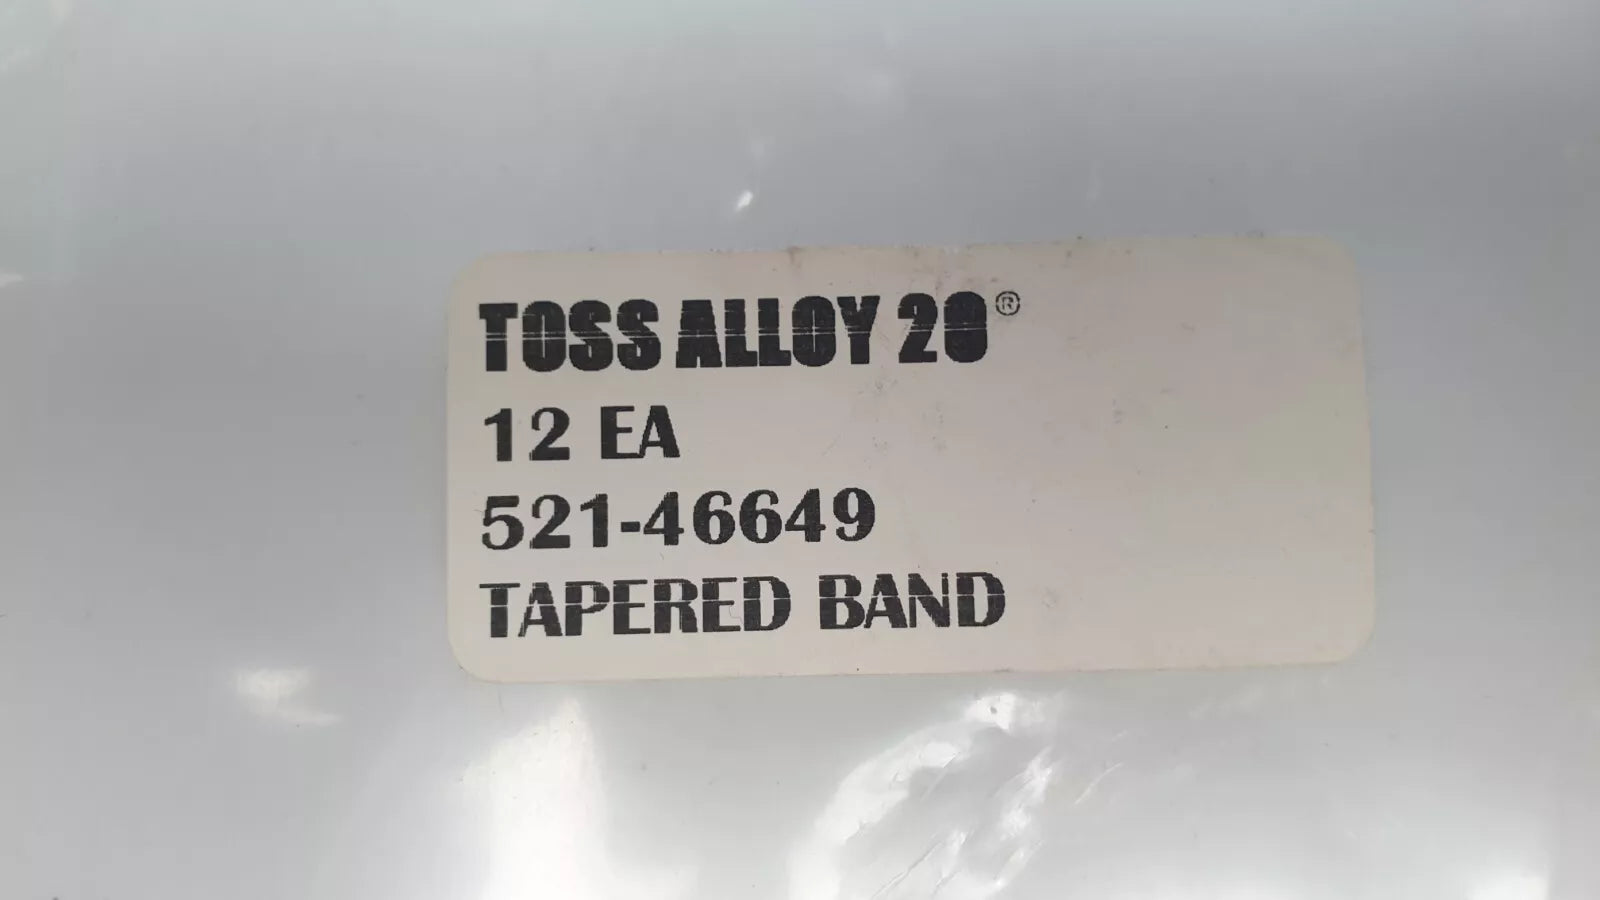 TOSS ALLOY 20®
12 EA
521-46649
TAPERED BAND